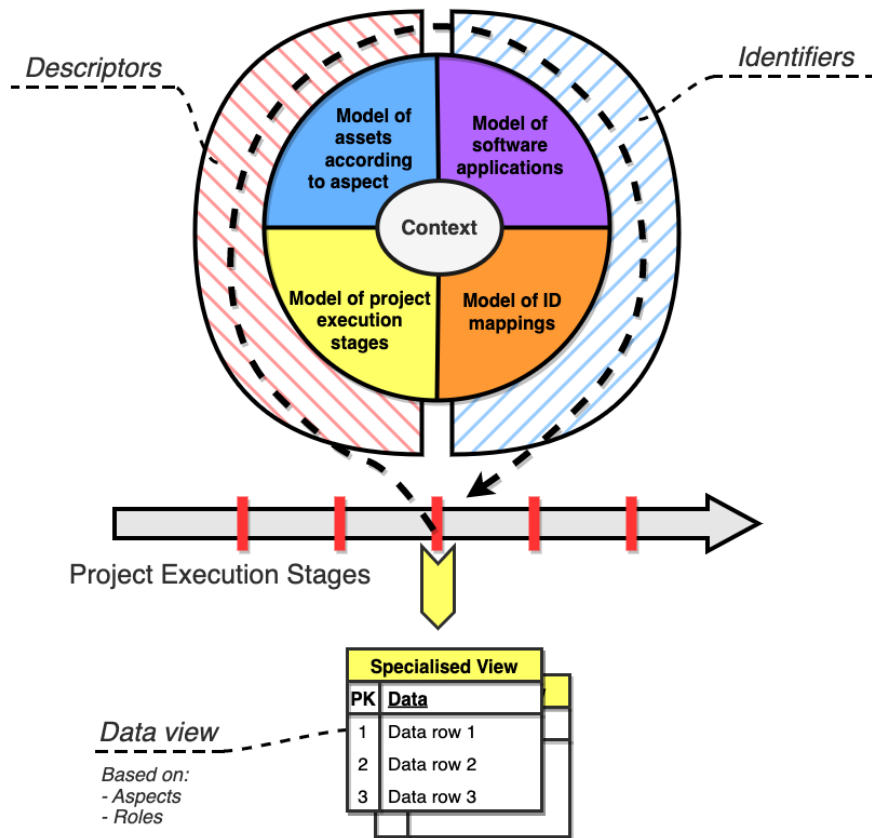 Descriptors
Identifiers
Model of
assets
according
to aspect
Model of
software
applications
Context
Model of project
execution
stages
Model of ID
mappings
Project Execution Stages
Specialised View
PK Data
1 Data row 1
2 Data row 2
3 Data row 3
Data view
Based on:
- Aspects
- Roles